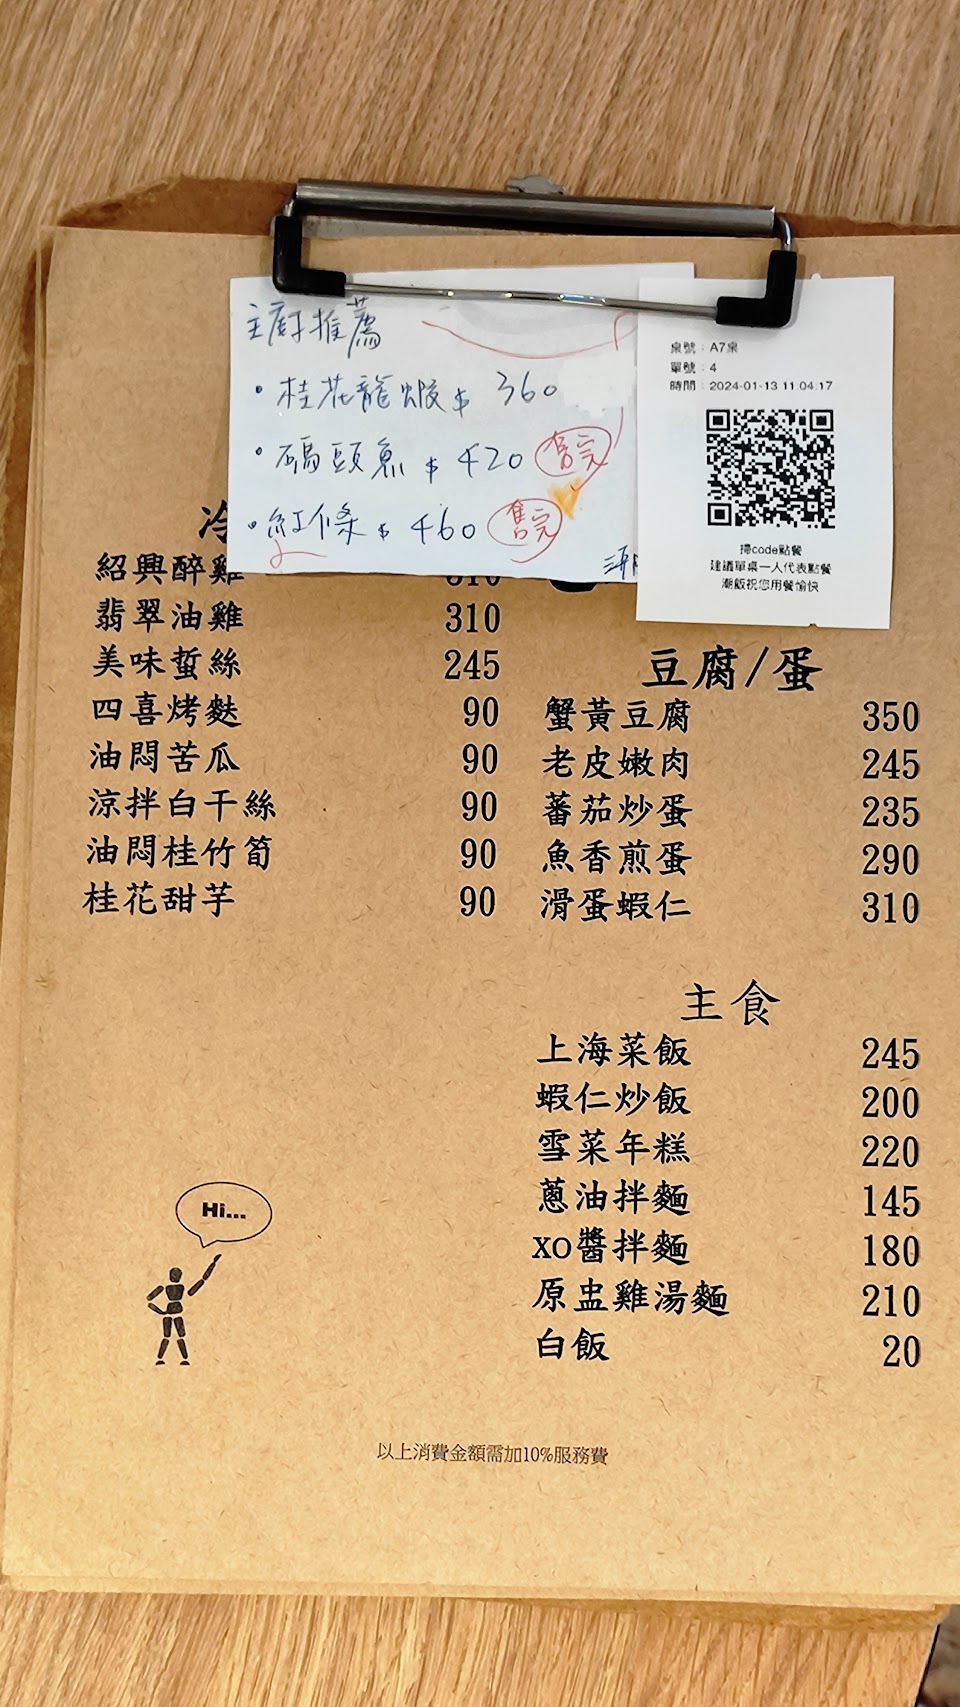 主廚推薦
・桂花龍蝦 $ 360
・碼頭魚 $ 420 售完
・紅條 $ 460 售完
桌號：A7桌
單號：4
時間：2024-01-13 11:04:17
掃code點餐
建議單桌一人代表點餐
潮飯祝您用餐愉快
冷
紹興醉雞 310
翡翠油雞 310
美味蜇絲 245
四喜烤麩 90
油悶苦瓜 90
涼拌白干絲 90
油悶桂竹筍 90
桂花甜芋 90
豆腐/蛋
蟹黃豆腐 350
老皮嫩肉 245
蕃茄炒蛋 235
魚香煎蛋 290
滑蛋蝦仁 310
主食
上海菜飯 245
蝦仁炒飯 200
雪菜年糕 220
蔥油拌麵 145
XO醬拌麵 180
原盅雞湯麵 210
白飯 20
Hi...
以上消費金額需加10%服務費